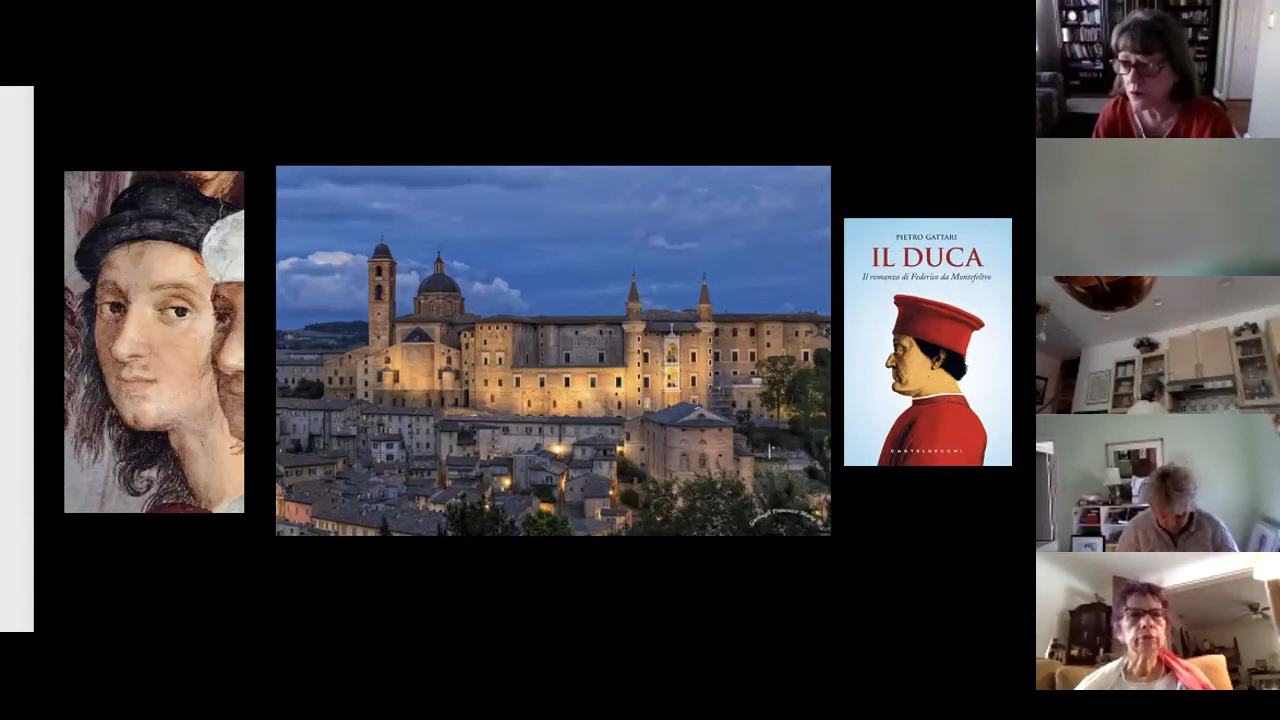 PIETRO GATTARI
IL DUCA
Il romanzo di Federico da Montefeltro
CASTELVECCHI